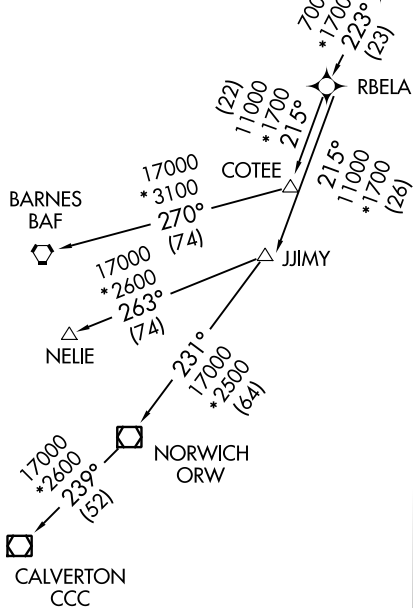 700
*1700
223°
(23)
RBELA
(22)
11000
*1700
215°
215°
11000
*1700
(26)
COTEE
17000
*3100
270°
(74)
BARNES
BAF
JJIMY
17000
*2600
263°
(74)
NELIE
231°
17000
*2500
(64)
NORWICH
ORW
17000
*2600
239°
(52)
CALVERTON
CCC